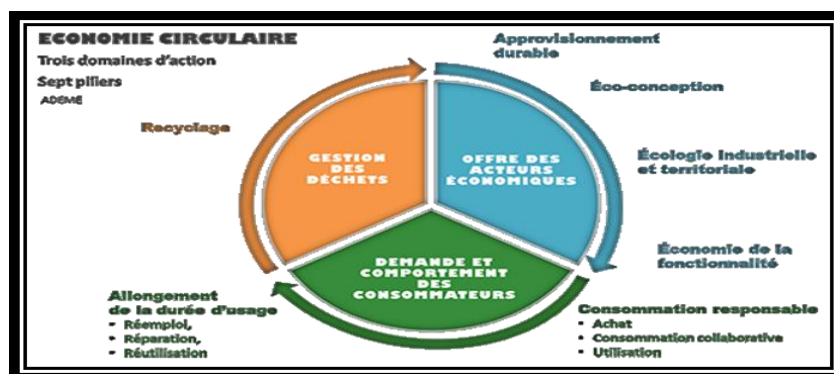 ECONOMIE CIRCULAIRE
Trois domaines d'action
Sept piliers
ADEME
Approvisionnement
durable
Éco-conception
Écologie industrielle
et territoriale
Économie de la
fonctionnalité
OFFRE DES
ACTEURS
ÉCONOMIQUES
Recyclage
GESTION
DES
DÉCHETS
DEMANDE ET
COMPORTEMENT
DES
CONSOMMATEURS
Allongement
de la durée d'usage
• Réemploi,
• Réparation,
• Réutilisation
Consommation responsable
• Achat
• Consommation collaborative
• Utilisation